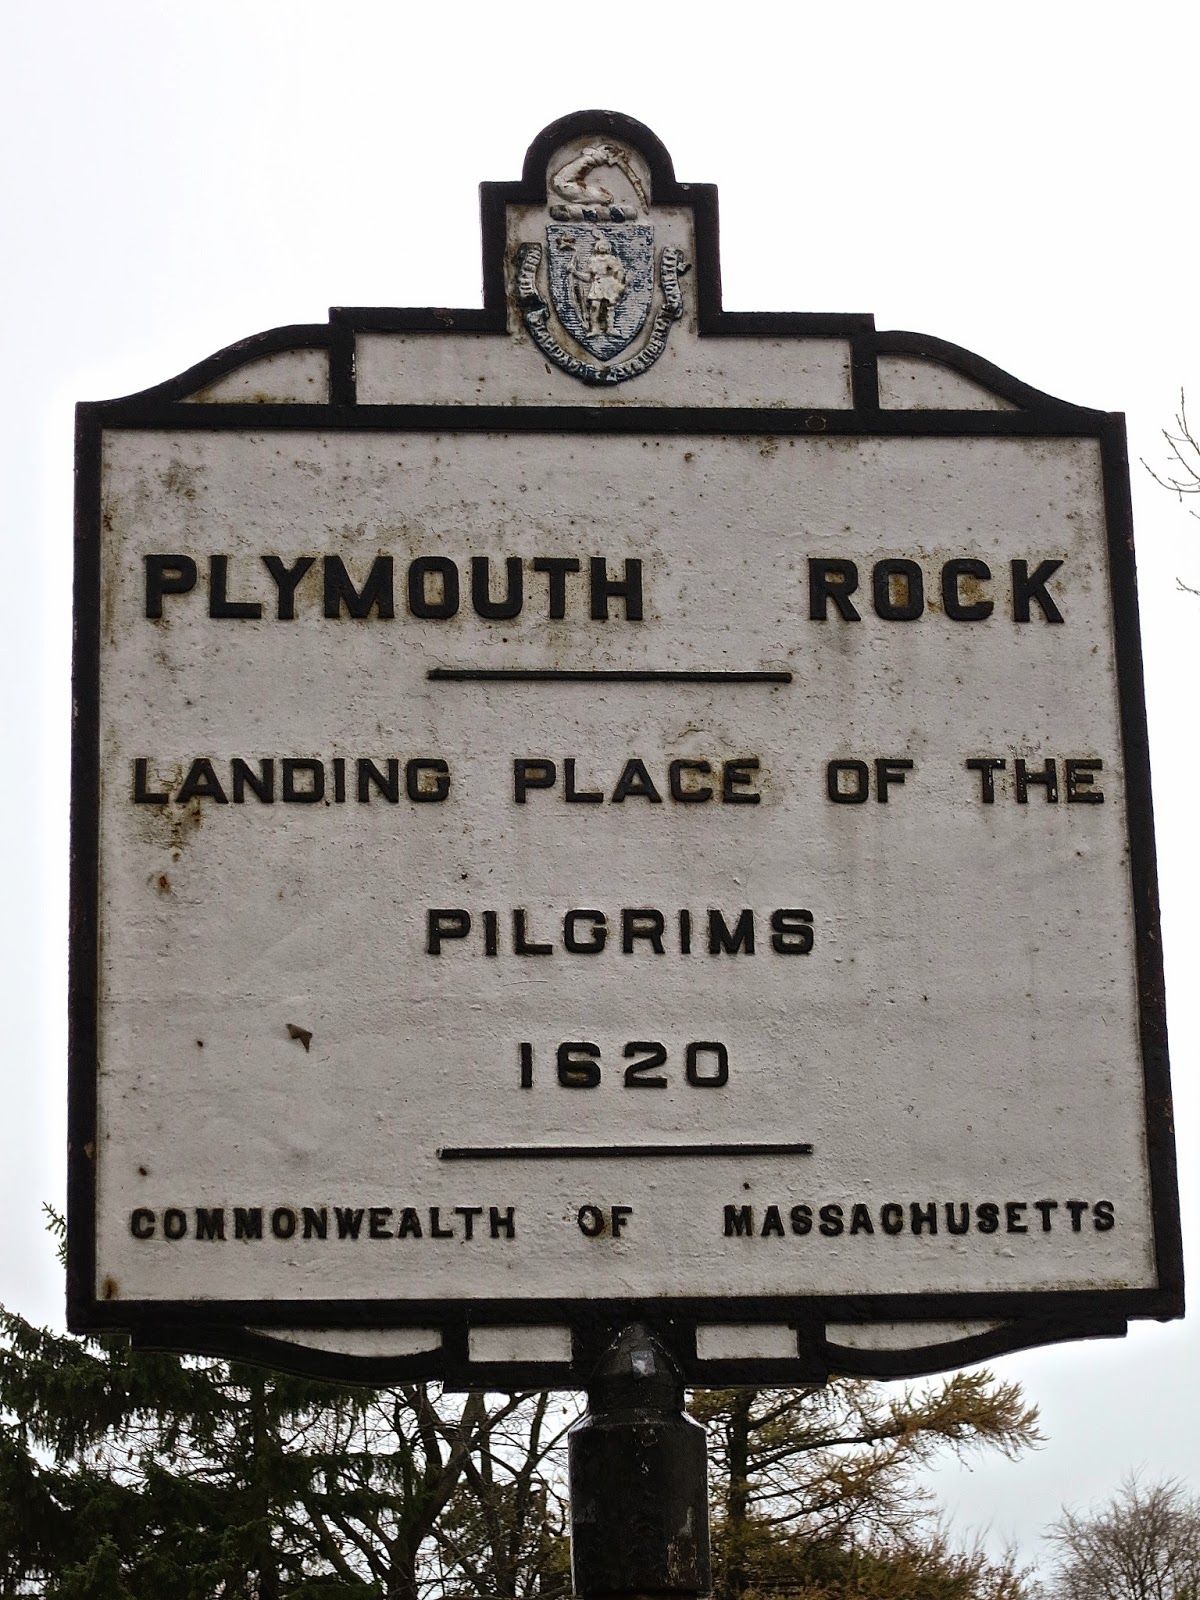 PLYMOUTH ROCK
LANDING PLACE OF THE
PILGRIMS
1620
COMMONWEALTH OF MASSACHUSETTS